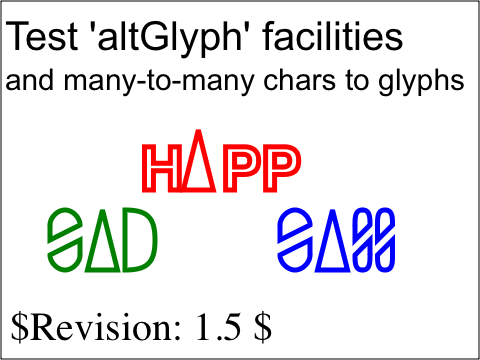 Test 'altGlyph' facilities
and many-to-many chars to glyphs
HAPP
SAD SASS
$Revision: 1.5 $